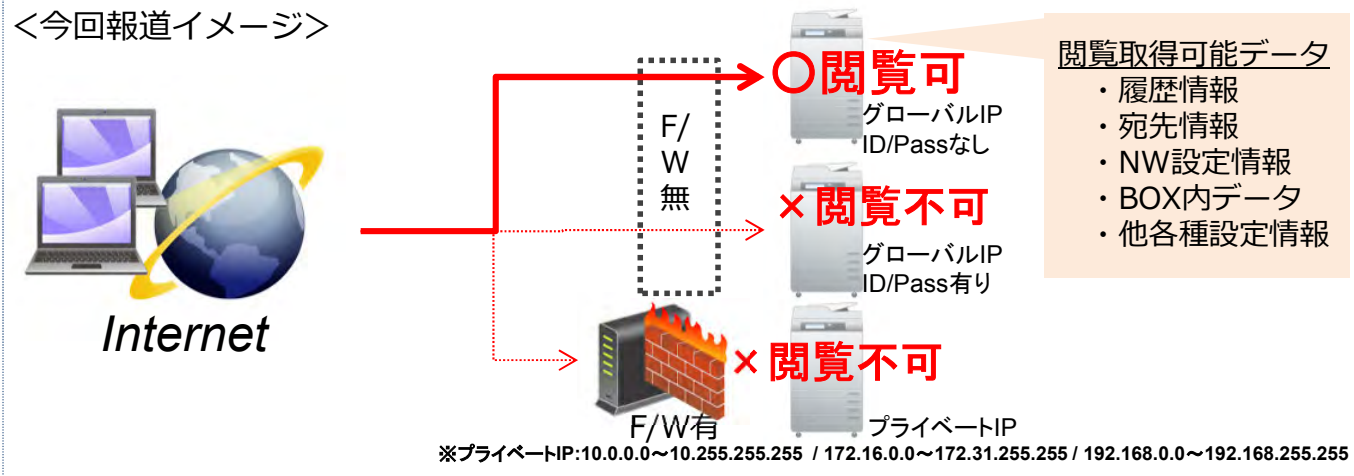 ＜今回報道イメージ＞
Internet
F/
W
無
〇閲覧可
グローバルIP
ID/Passなし
×閲覧不可
グローバルIP
ID/Pass有り
×閲覧不可
F/W有
プライベートIP
閲覧取得可能データ
・履歴情報
・宛先情報
・NW設定情報
・BOX内データ
・他各種設定情報
※プライベートIP:10.0.0.0～10.255.255.255 / 172.16.0.0～172.31.255.255 / 192.168.0.0～192.168.255.255